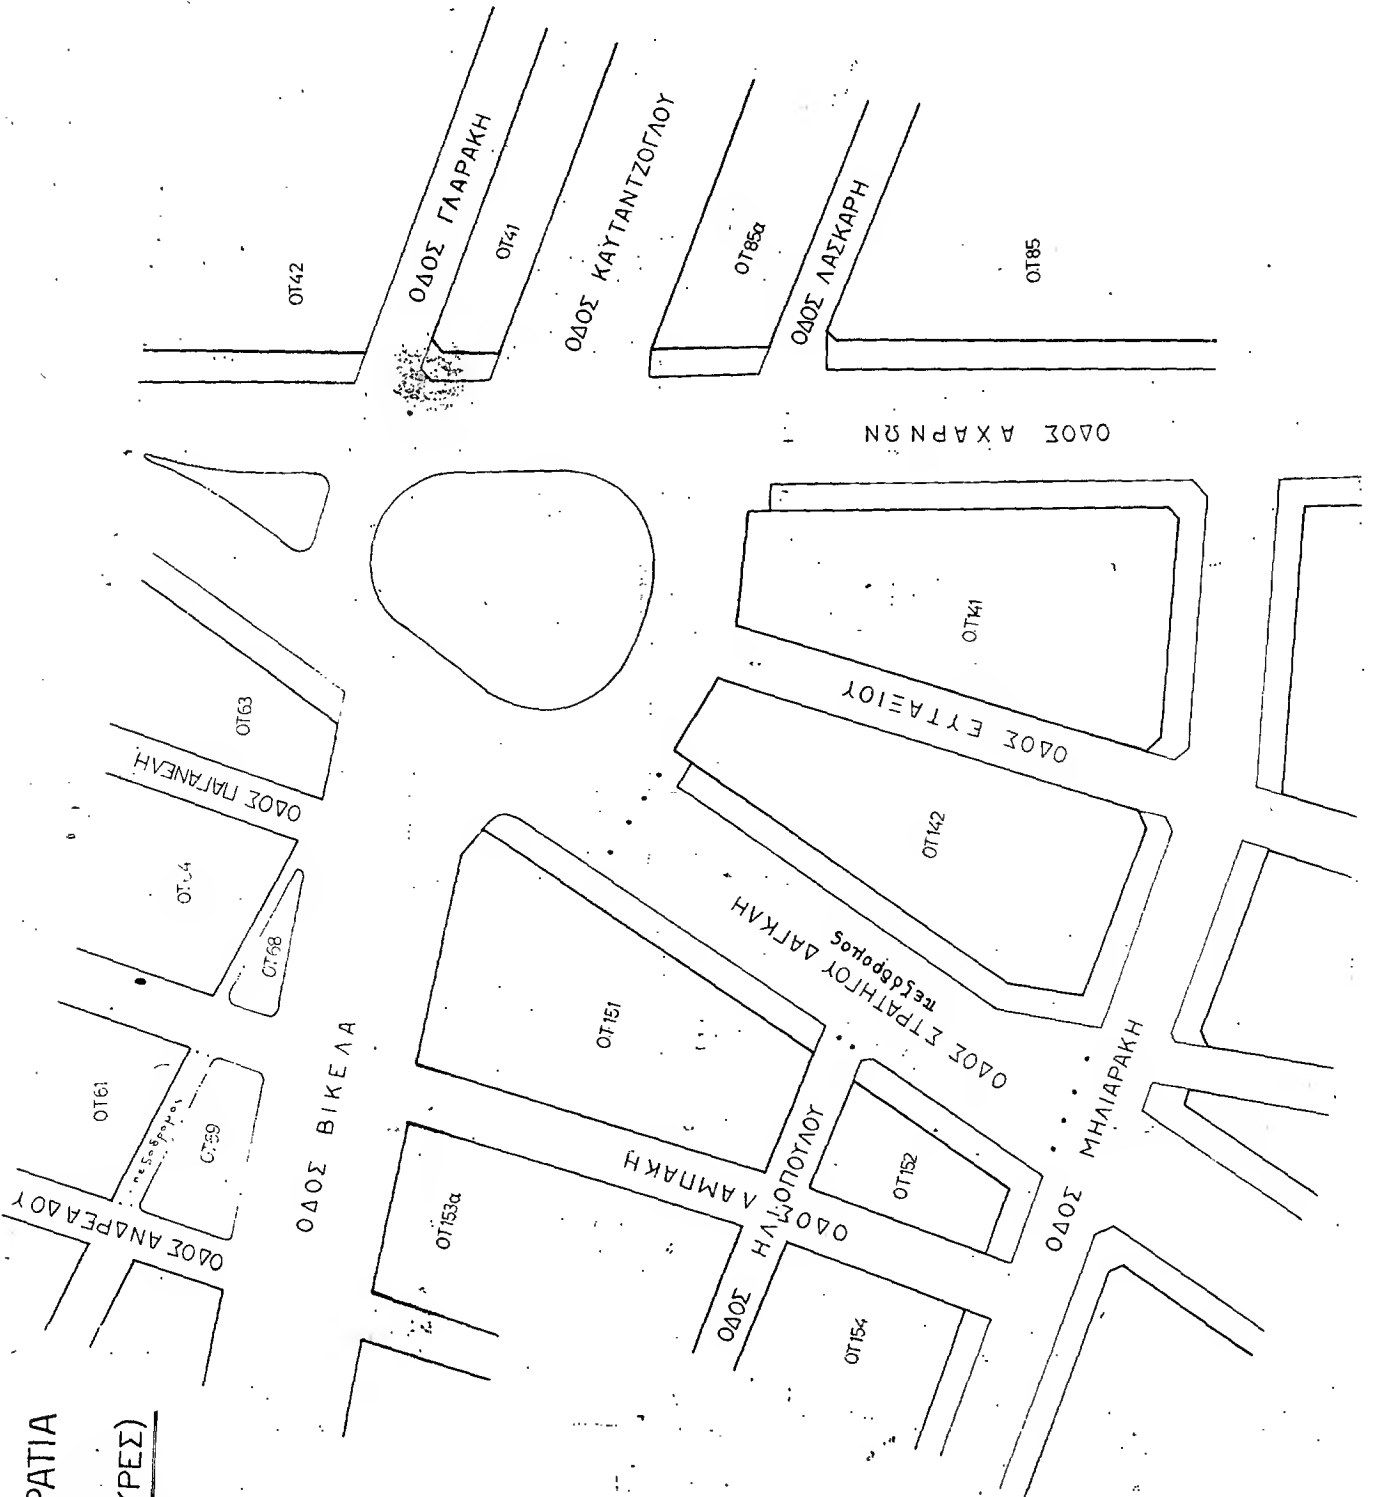 ΟΔΟΣ ΓΛΑΡΑΚΗ
ΟΤ42
ΟΤ41
ΟΔΟΣ ΚΑΥΤΑΝΤΖΟΓΛΟΥ
ΟΤ85α
ΟΔΟΣ ΛΑΣΚΑΡΗ
ΟΤ85
ΟΔΟΣ ΑΧΑΡΝΩΝ
ΟΤ141
ΟΔΟΣ ΕΥΤΑΞΙΟΥ
ΟΤ63
ΟΔΟΣ ΠΑΓΑΝΕΛΗ
ΟΤ142
ΟΔΟΣ ΣΤΡΑΤΗΓΟΥ ΔΑΓΚΛΗ
πεζόδρομος
ΟΤ68
ΟΤ151
ΟΔΟΣ ΒΙΚΕΛΑ
ΟΤ61
πεζοδρομος
ΟΤ69
ΟΔΟΣ ΑΝΔΡΕΑΔΟΥ
ΟΤ153α
ΟΔΟΣ ΛΑΜΠΑΚΗ
ΟΔΟΣ ΗΛΙΟΠΟΥΛΟΥ
ΟΤ152
ΟΔΟΣ ΜΗΛΙΑΡΑΚΗ
ΟΤ154
ΡΑΤΙΑ
ΡΕΣ)